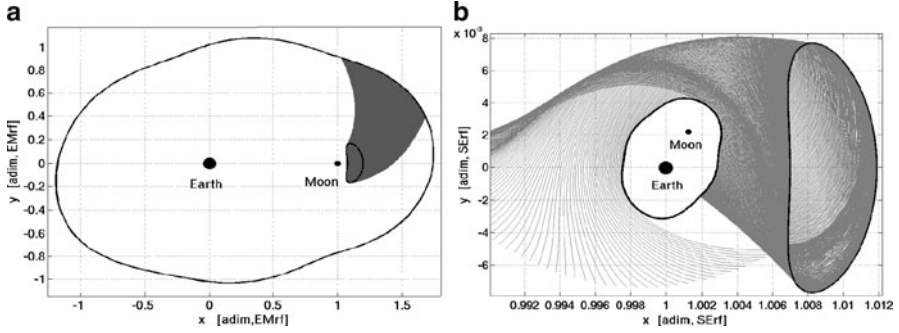 a
1
0.8
0.6
0.4
0.2
0
-0.2
-0.4
-0.6
-0.8
-1
y [adim, EMrf]
Earth
Moon
-1
-0.5
0
0.5
1
1.5
x [adim,EMrf]
b
x 10⁻³
8
6
4
2
0
-2
-4
-6
y [adim, SErf]
Moon
Earth
0.992 0.994 0.996 0.998 1 1.002 1.004 1.006 1.008 1.01 1.012
x [adim, SErf]